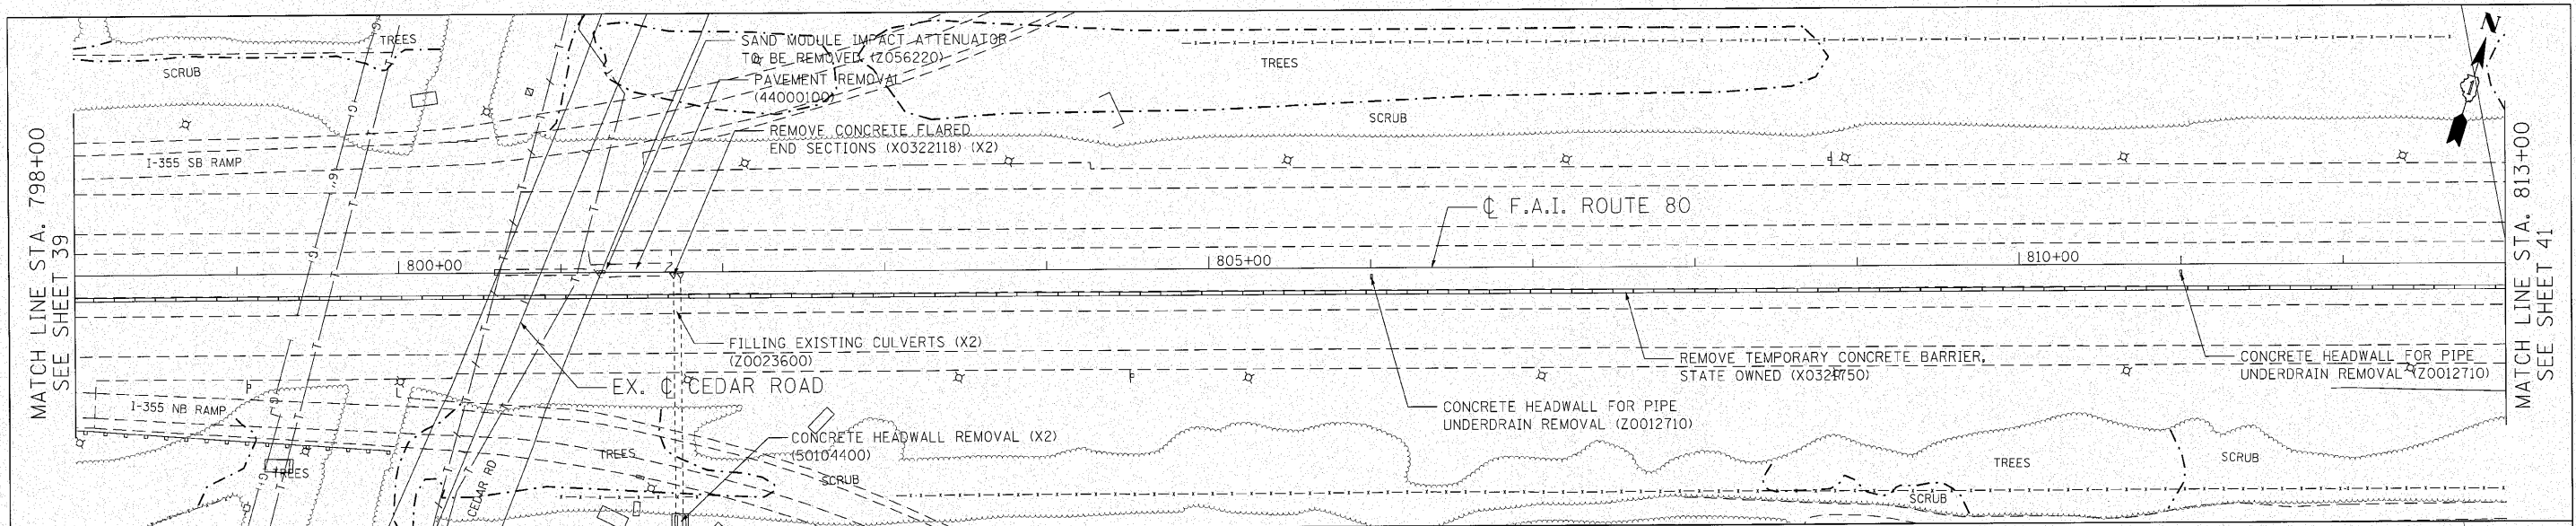 MATCH LINE STA. 798+00
SEE SHEET 39
TREES
SCRUB
SAND MODULE IMPACT ATTENUATOR
TO BE REMOVED (Z056220)
PAVEMENT REMOVAL
(44000100)
REMOVE CONCRETE FLARED
END SECTIONS (X0322118) (X2)
TREES
SCRUB
N
I-355 SB RAMP
G
G
G
T
T
T
T
T
℄ F.A.I. ROUTE 80
800+00
805+00
810+00
FILLING EXISTING CULVERTS (X2)
(Z0023600)
EX. ℄ CEDAR ROAD
REMOVE TEMPORARY CONCRETE BARRIER,
STATE OWNED
CONCRETE HEADWALL FOR PIPE
UNDERDRAIN REMOVAL (Z0012710)
CONCRETE HEADWALL FOR PIPE
UNDERDRAIN REMOVAL (Z0012710)
I-355 NB RAMP
CONCRETE HEADWALL REMOVAL (X2)
(50104400)
TREES
TREES
SCRUB
CEDAR RD
TREES
SCRUB
SCRUB
MATCH LINE STA. 813+00
SEE SHEET 41